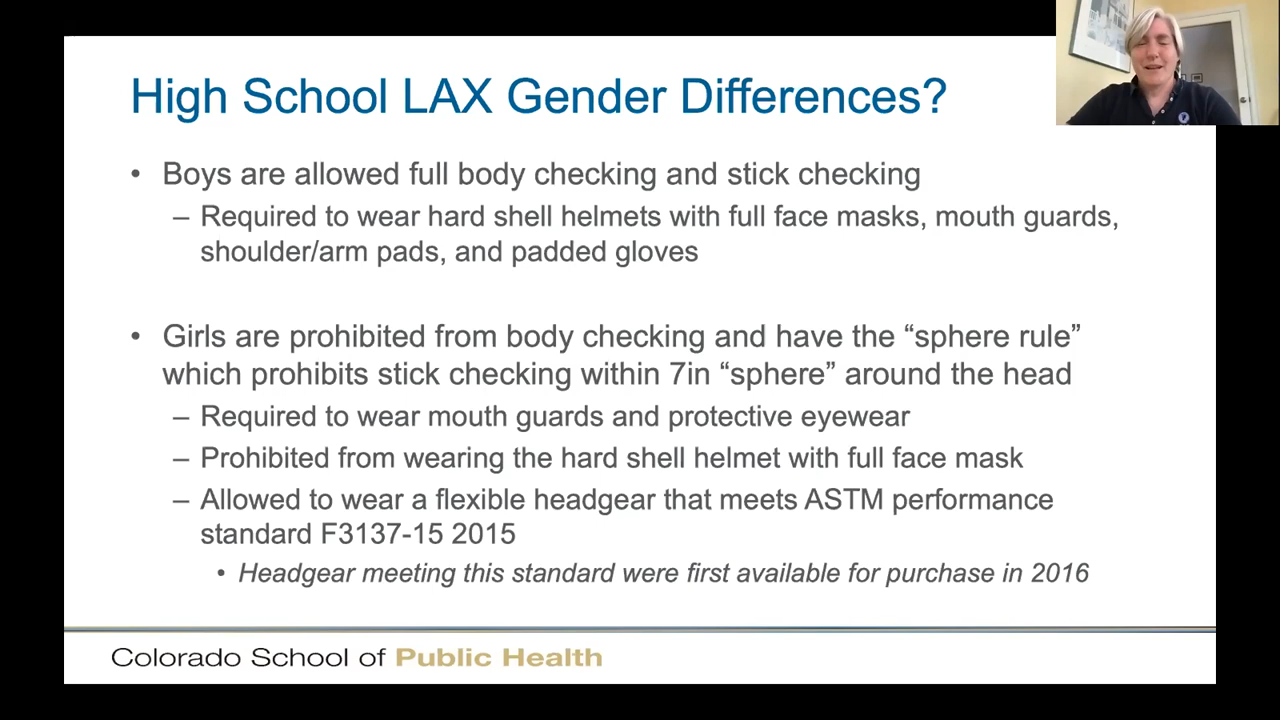 High School LAX Gender Differences?
• Boys are allowed full body checking and stick checking
– Required to wear hard shell helmets with full face masks, mouth guards,
shoulder/arm pads, and padded gloves
• Girls are prohibited from body checking and have the “sphere rule”
which prohibits stick checking within 7in “sphere” around the head
– Required to wear mouth guards and protective eyewear
– Prohibited from wearing the hard shell helmet with full face mask
– Allowed to wear a flexible headgear that meets ASTM performance
standard F3137-15 2015
• Headgear meeting this standard were first available for purchase in 2016
Colorado School of Public Health